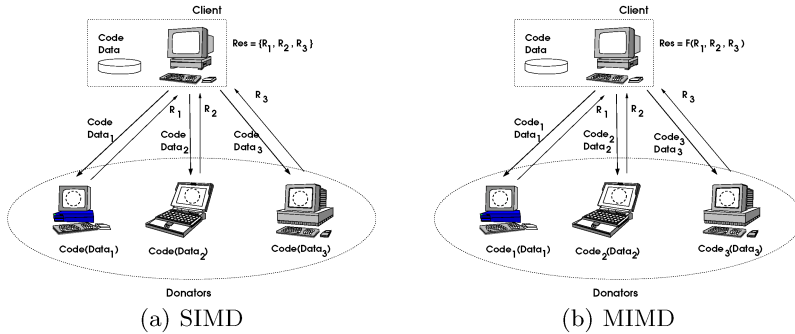 Client
Code
Data
Res = {R1, R2, R3}
R1
R2
R3
Code
Data1
Code
Data2
Code
Data3
Code(Data1)
Code(Data2)
Code(Data3)
Donators
(a) SIMD
Client
Code
Data
Res = F(R1, R2, R3)
R1
R2
R3
Code1
Data1
Code2
Data2
Code3
Data3
Code1(Data1)
Code2(Data2)
Code3(Data3)
Donators
(b) MIMD